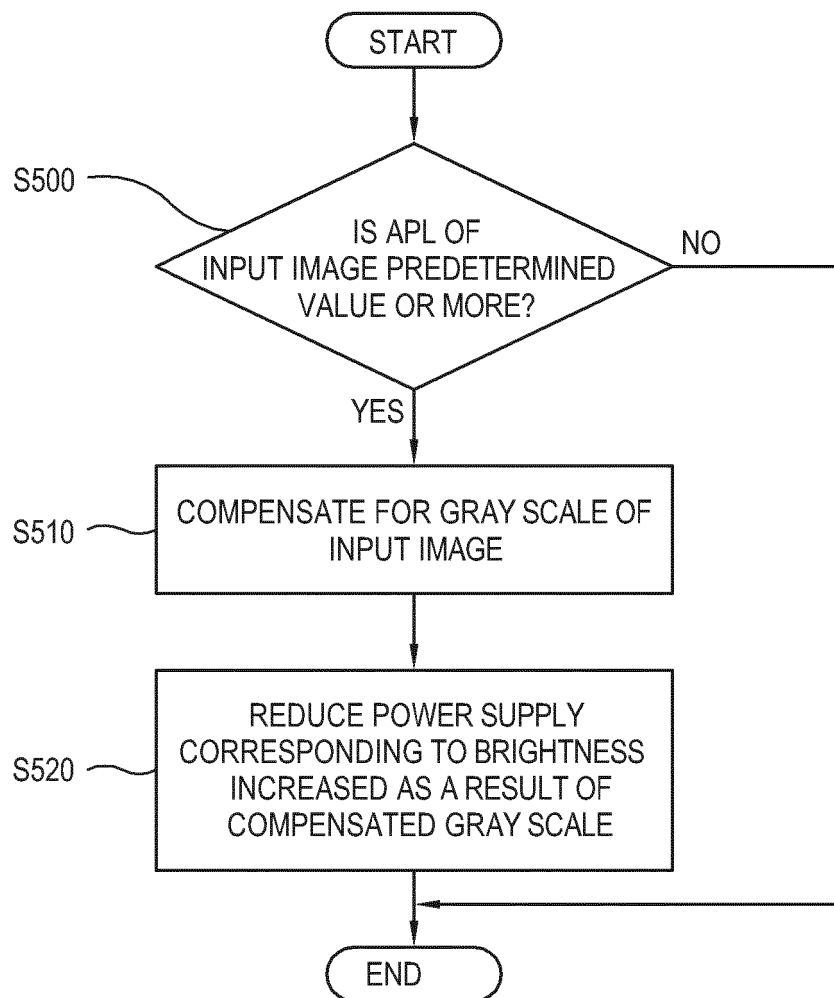 START
S500
IS APL OF
INPUT IMAGE PREDETERMINED
VALUE OR MORE?
NO
YES
S510
COMPENSATE FOR GRAY SCALE OF
INPUT IMAGE
S520
REDUCE POWER SUPPLY
CORRESPONDING TO BRIGHTNESS
INCREASED AS A RESULT OF
COMPENSATED GRAY SCALE
END